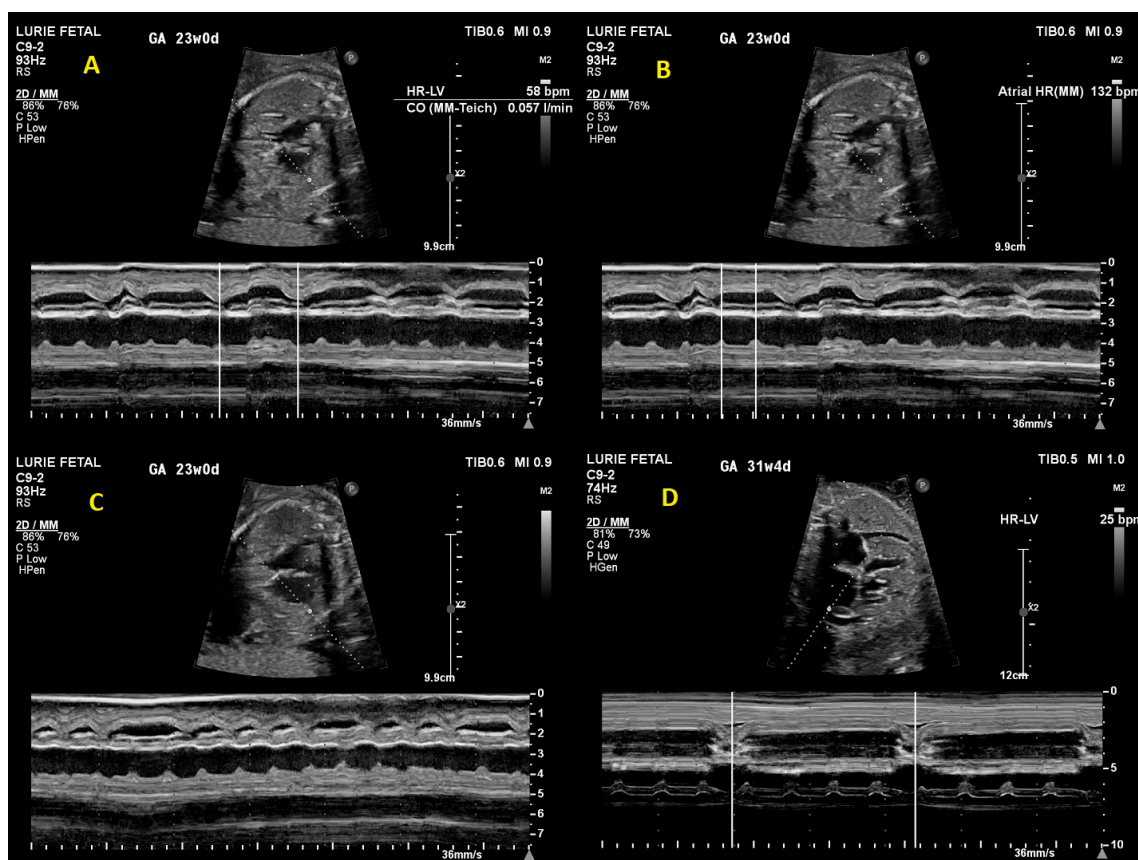 LURIE FETAL
C9-2
93Hz
RS
A
GA 23w0d
TIB0.6 MI 0.9
P
M2
2D / MM
86% 76%
C 53
P Low
HPen
HR-LV 58 bpm
CO (MM-Teich) 0.057 l/min
X2
9.9cm
0
1
2
3
4
5
6
7
36mm/s
LURIE FETAL
C9-2
93Hz
RS
B
GA 23w0d
TIB0.6 MI 0.9
P
M2
2D / MM
86% 76%
C 53
P Low
HPen
Atrial HR(MM) 132 bpm
X2
9.9cm
0
1
2
3
4
5
6
7
36mm/s
LURIE FETAL
C9-2
93Hz
RS
C
GA 23w0d
TIB0.6 MI 0.9
P
M2
2D / MM
86% 76%
C 53
P Low
HPen
X2
9.9cm
0
1
2
3
4
5
6
7
36mm/s
LURIE FETAL
C9-2
74Hz
RS
D
GA 31w4d
TIB0.5 MI 1.0
P
M2
2D / MM
81% 73%
C 49
P Low
HGen
HR-LV 25 bpm
X2
12cm
0
5
10
36mm/s